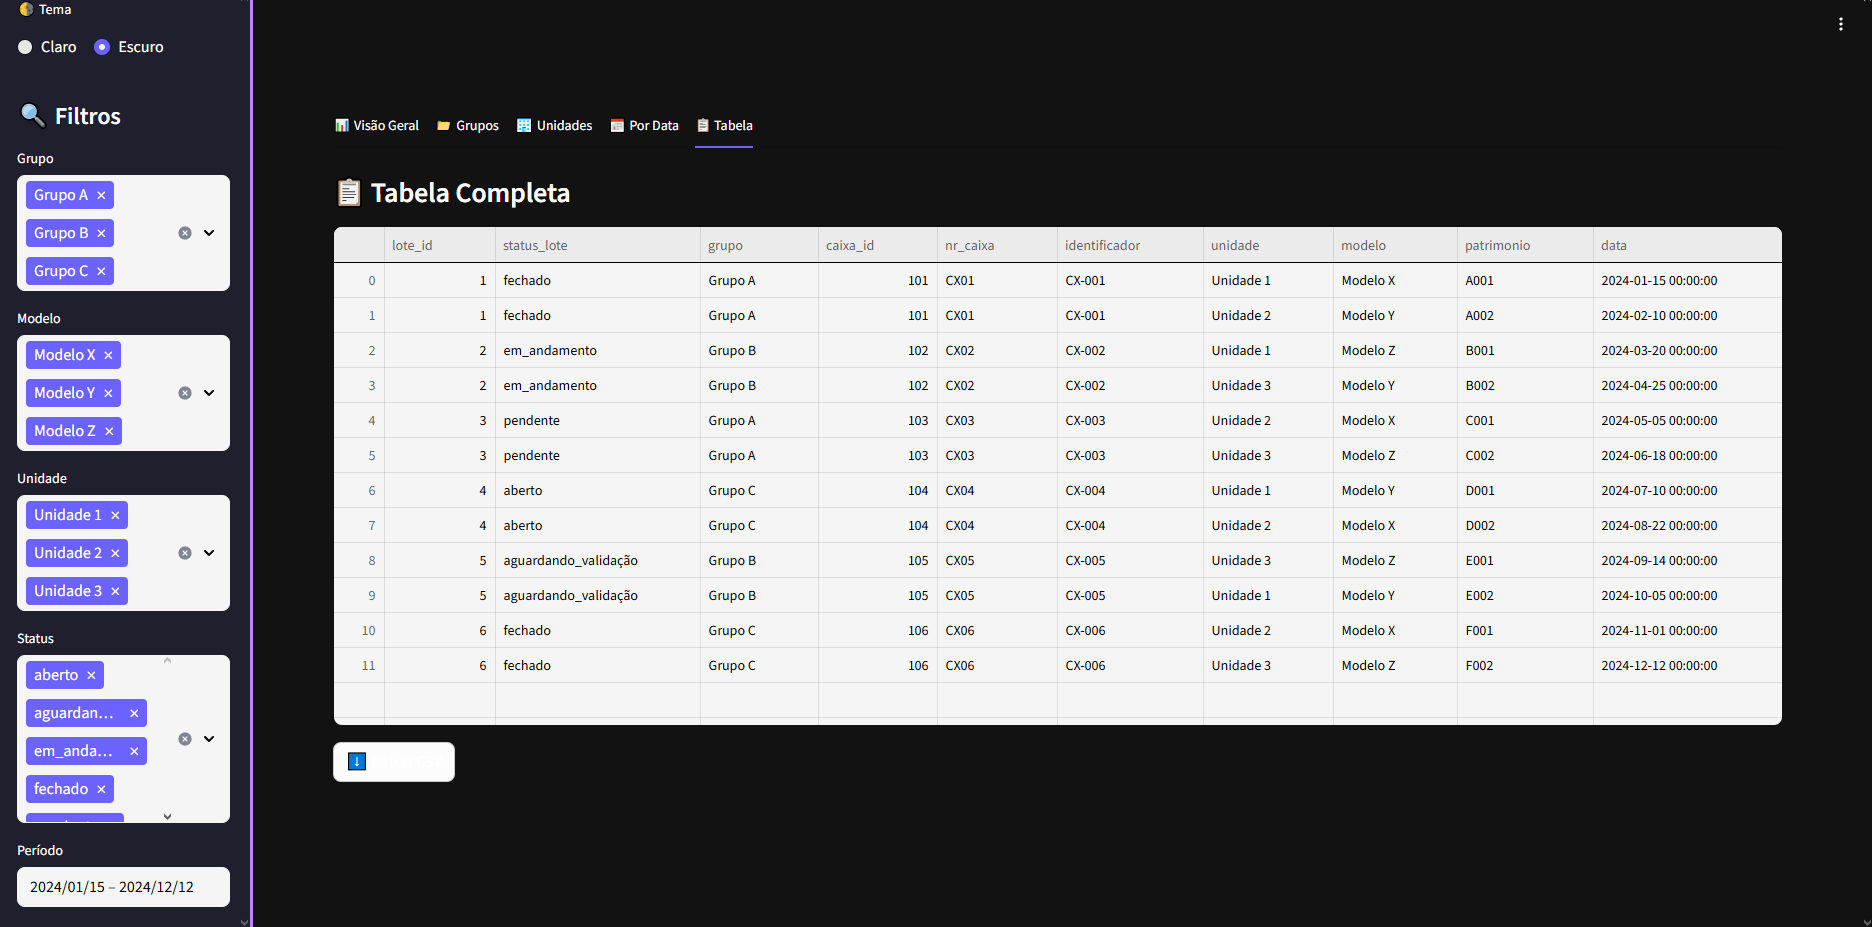 Tema
Claro Escuro
Filtros
Grupo
Grupo A ×
Grupo B ×
Grupo C ×
Modelo
Modelo X ×
Modelo Y ×
Modelo Z ×
Unidade
Unidade 1 ×
Unidade 2 ×
Unidade 3 ×
Status
aberto ×
aguardan... ×
em_anda... ×
fechado ×
Período
2024/01/15 – 2024/12/12
Visão Geral Grupos Unidades Por Data Tabela
Tabela Completa
lote_id status_lote grupo caixa_id nr_caixa identificador unidade modelo patrimonio data
0 1 fechado Grupo A 101 CX01 CX-001 Unidade 1 Modelo X A001 2024-01-15 00:00:00
1 1 fechado Grupo A 101 CX01 CX-001 Unidade 2 Modelo Y A002 2024-02-10 00:00:00
2 2 em_andamento Grupo B 102 CX02 CX-002 Unidade 1 Modelo Z B001 2024-03-20 00:00:00
3 2 em_andamento Grupo B 102 CX02 CX-002 Unidade 3 Modelo Y B002 2024-04-25 00:00:00
4 3 pendente Grupo A 103 CX03 CX-003 Unidade 2 Modelo X C001 2024-05-05 00:00:00
5 3 pendente Grupo A 103 CX03 CX-003 Unidade 3 Modelo Z C002 2024-06-18 00:00:00
6 4 aberto Grupo C 104 CX04 CX-004 Unidade 1 Modelo Y D001 2024-07-10 00:00:00
7 4 aberto Grupo C 104 CX04 CX-004 Unidade 2 Modelo X D002 2024-08-22 00:00:00
8 5 aguardando_validação Grupo B 105 CX05 CX-005 Unidade 3 Modelo Z E001 2024-09-14 00:00:00
9 5 aguardando_validação Grupo B 105 CX05 CX-005 Unidade 1 Modelo Y E002 2024-10-05 00:00:00
10 6 fechado Grupo C 106 CX06 CX-006 Unidade 2 Modelo X F001 2024-11-01 00:00:00
11 6 fechado Grupo C 106 CX06 CX-006 Unidade 3 Modelo Z F002 2024-12-12 00:00:00